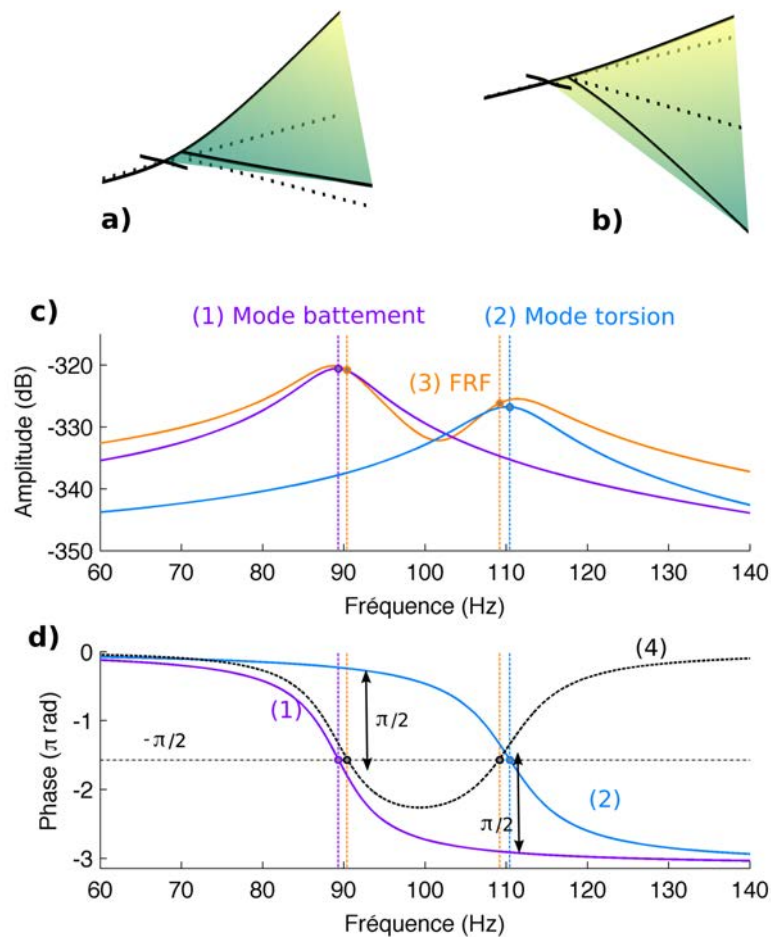 a)
b)
c)
(1) Mode battement
(2) Mode torsion
(3) FRF
Amplitude (dB)
-320
-330
-340
-350
60 70 80 90 100 110 120 130 140
Fréquence (Hz)
d)
(4)
0
(1)
π/2
-1
-π/2
-2
(2)
π/2
-3
Phase (π rad)
60 70 80 90 100 110 120 130 140
Fréquence (Hz)